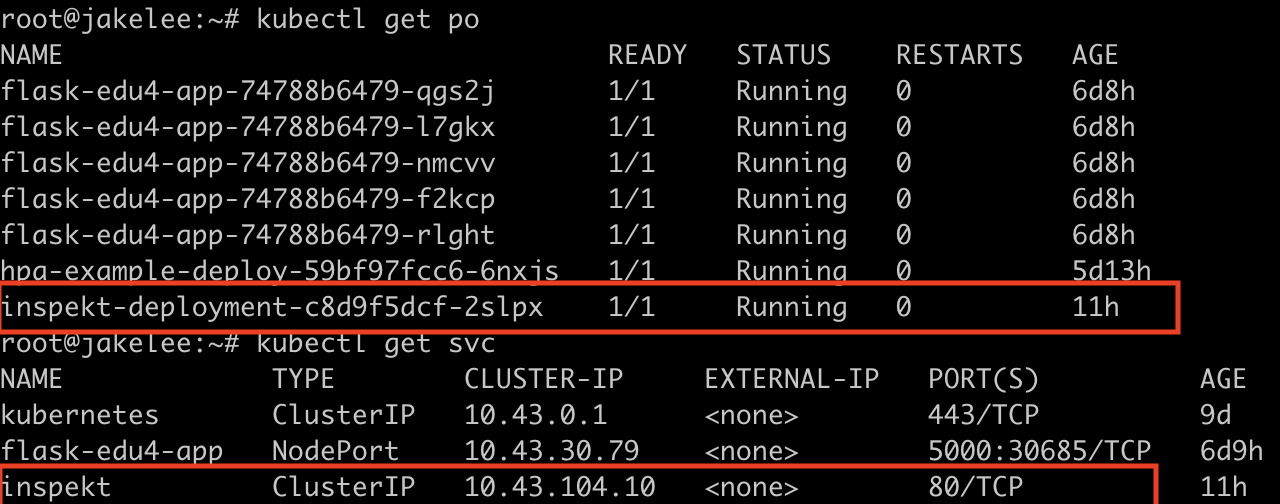 root@jakelee:~# kubectl get po
NAME READY STATUS RESTARTS AGE
flask-edu4-app-74788b6479-qgs2j 1/1 Running 0 6d8h
flask-edu4-app-74788b6479-l7gkx 1/1 Running 0 6d8h
flask-edu4-app-74788b6479-nmcvv 1/1 Running 0 6d8h
flask-edu4-app-74788b6479-f2kcp 1/1 Running 0 6d8h
flask-edu4-app-74788b6479-rlght 1/1 Running 0 6d8h
hpa-example-deploy-59bf97fcc6-6nxjs 1/1 Running 0 5d13h
inspekt-deployment-c8d9f5dcf-2slpx 1/1 Running 0 11h
root@jakelee:~# kubectl get svc
NAME TYPE CLUSTER-IP EXTERNAL-IP PORT(S) AGE
kubernetes ClusterIP 10.43.0.1 <none> 443/TCP 9d
flask-edu4-app NodePort 10.43.30.79 <none> 5000:30685/TCP 6d9h
inspekt ClusterIP 10.43.104.10 <none> 80/TCP 11h